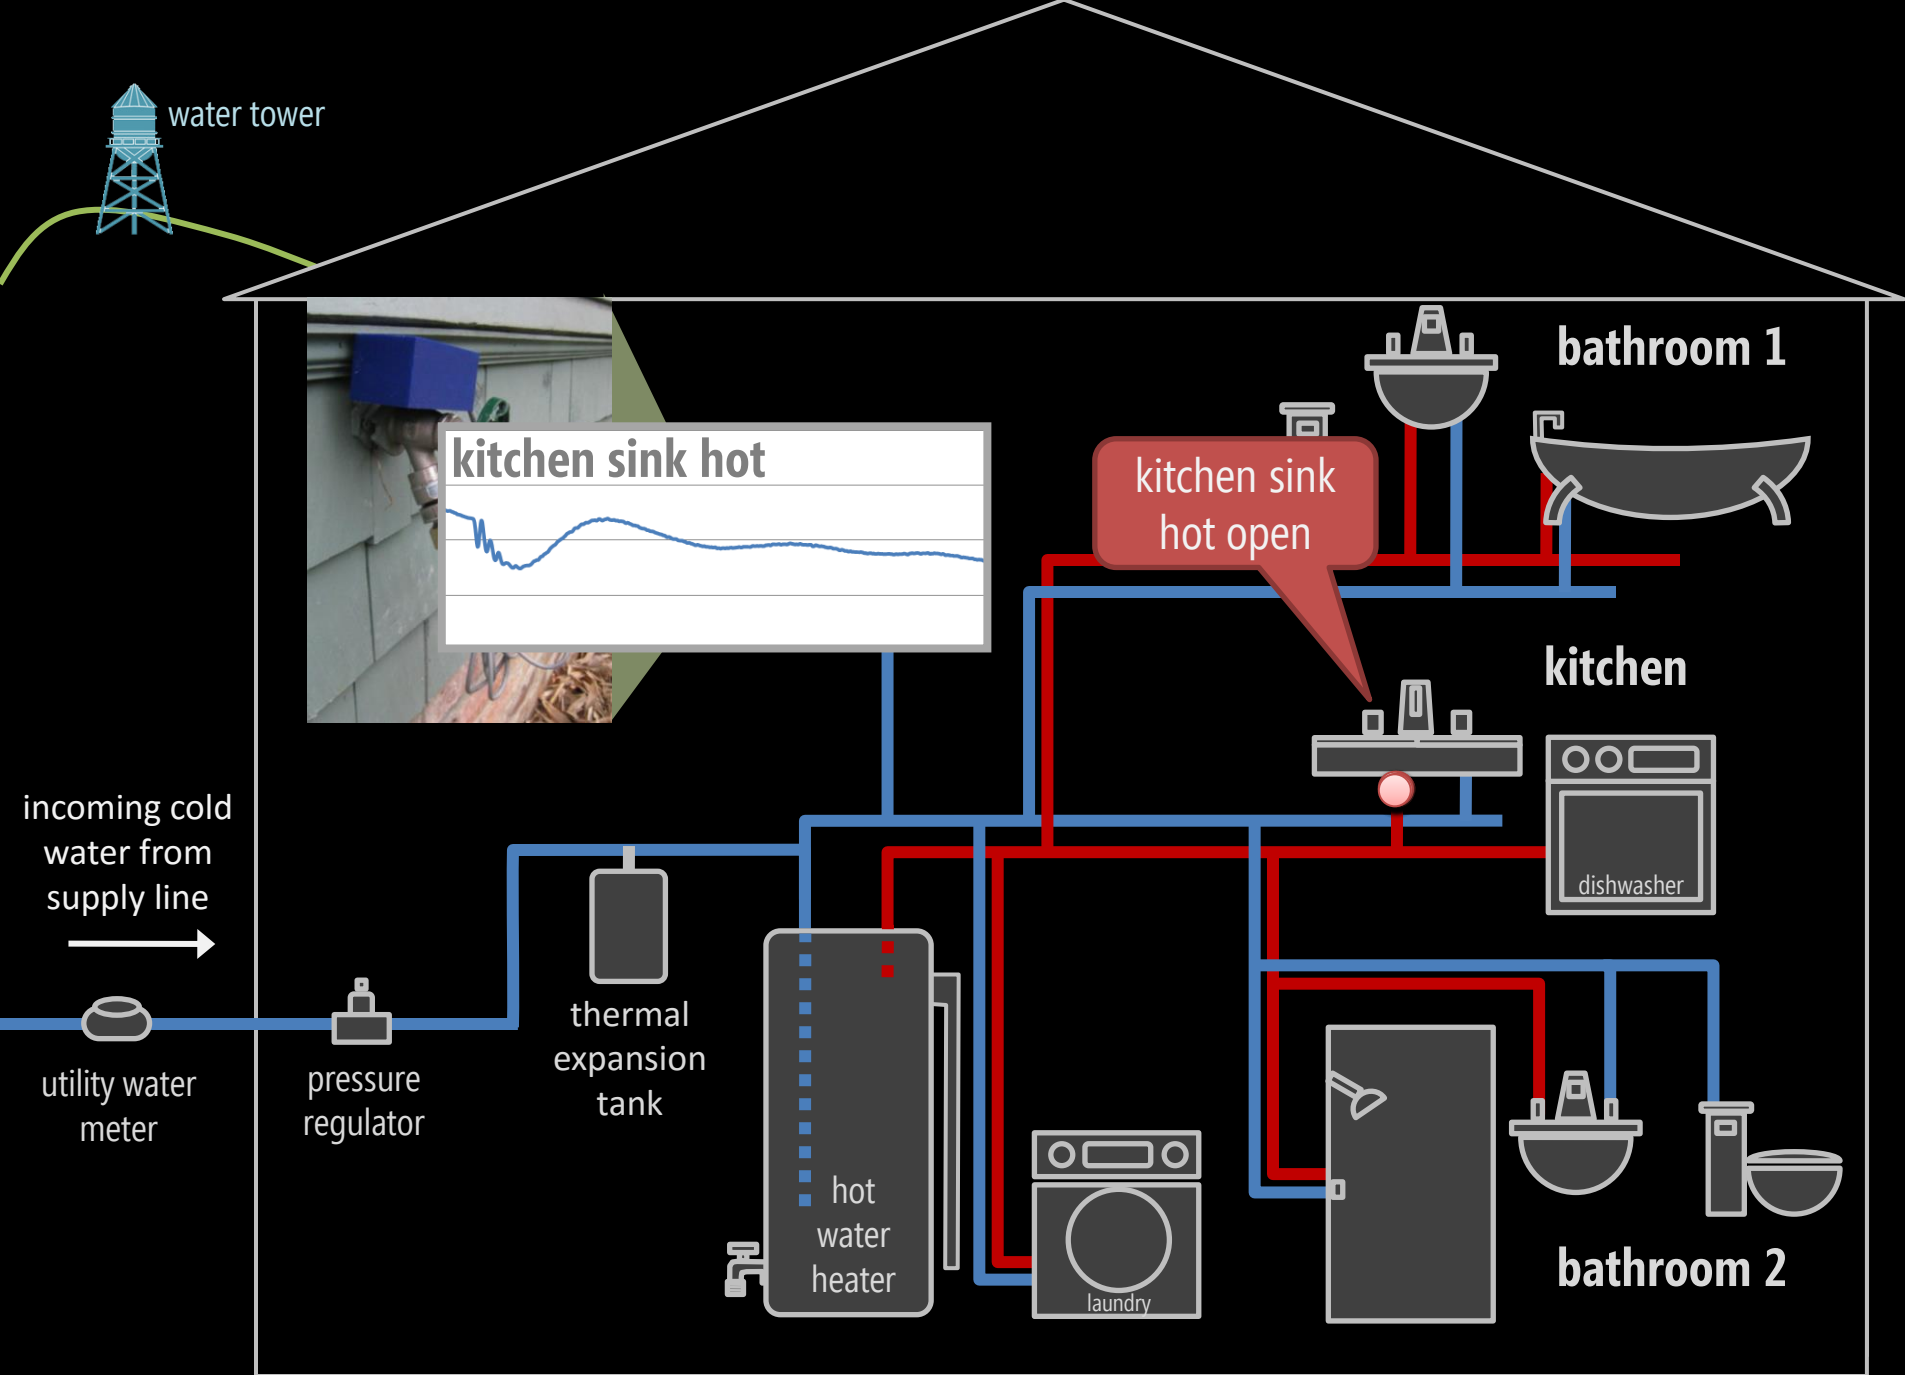 water tower
bathroom 1
kitchen sink hot
kitchen sink
hot open
kitchen
incoming cold
water from
supply line
dishwasher
thermal
expansion
tank
utility water
meter
pressure
regulator
hot
water
heater
laundry
bathroom 2